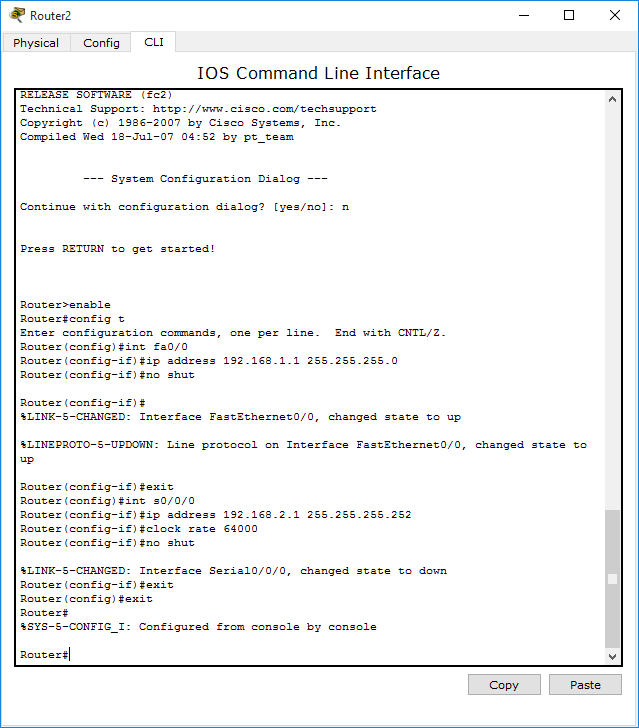 Router2
Physical Config CLI
IOS Command Line Interface
RELEASE SOFTWARE (fc2)
Technical Support: http://www.cisco.com/techsupport
Copyright (c) 1986-2007 by Cisco Systems, Inc.
Compiled Wed 18-Jul-07 04:52 by pt_team
--- System Configuration Dialog ---
Continue with configuration dialog? [yes/no]: n
Press RETURN to get started!
Router>enable
Router#config t
Enter configuration commands, one per line.  End with CNTL/Z.
Router(config)#int fa0/0
Router(config-if)#ip address 192.168.1.1 255.255.255.0
Router(config-if)#no shut
Router(config-if)#
%LINK-5-CHANGED: Interface FastEthernet0/0, changed state to up
%LINEPROTO-5-UPDOWN: Line protocol on Interface FastEthernet0/0, changed state to
up
Router(config-if)#exit
Router(config)#int s0/0/0
Router(config-if)#ip address 192.168.2.1 255.255.255.252
Router(config-if)#clock rate 64000
Router(config-if)#no shut
%LINK-5-CHANGED: Interface Serial0/0/0, changed state to down
Router(config-if)#exit
Router(config)#exit
Router#
%SYS-5-CONFIG_I: Configured from console by console
Router#
Copy Paste